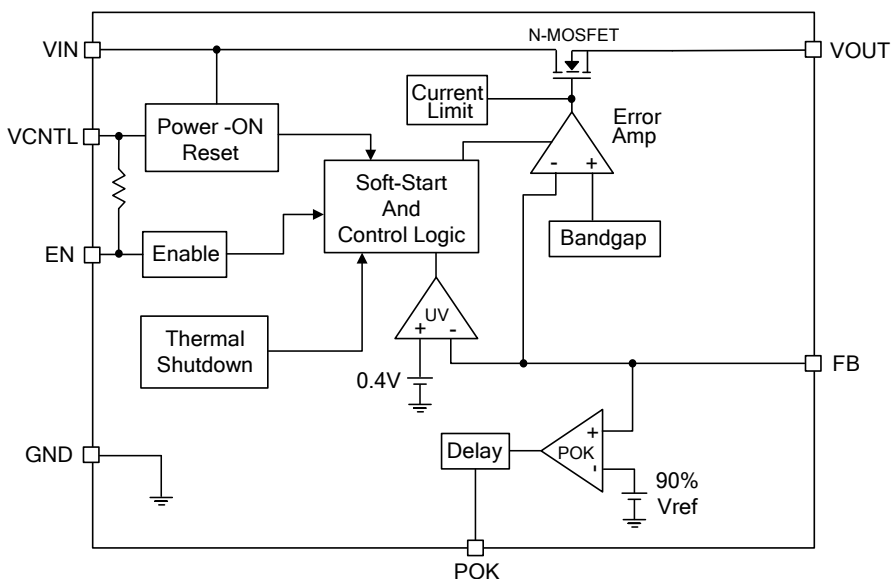 N-MOSFET
VIN
VOUT
Current
Limit
Error
Amp
VCNTL
Power -ON
Reset
- +
Soft-Start
And
Control Logic
Bandgap
EN
Enable
UV
+ -
Thermal
Shutdown
0.4V
FB
GND
Delay
+
POK
-
90%
Vref
POK